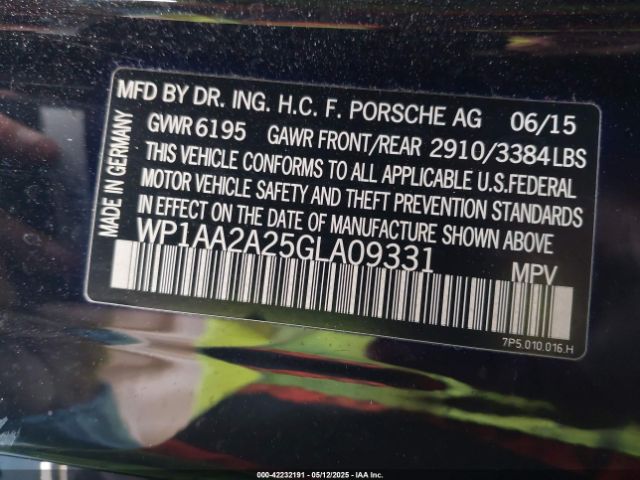 MFD BY DR. ING. H.C. F. PORSCHE AG 06/15
GWWR 6195 GAWR FRONT/REAR 2910/3384 LBS
THIS VEHICLE CONFORMS TO ALL APPLICABLE U.S.FEDERAL
MOTOR VEHICLE SAFETY AND THEFT PREVENTION STANDARDS
IN EFFECT ON THE DATE OF MANUFACTURE SHOWN ABOVE
WP1AA2A25GLA09331 MPV
MADE IN GERMANY
7P5.010.016.H
000-42232191 - 05/12/2025 - IAA Inc.